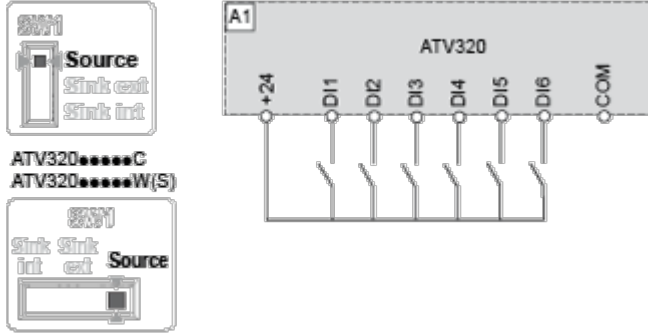 SW1
Source
Sink ext
Sink int
ATV320●●●●●C
ATV320●●●●●W(S)
SW1
Sink int
Sink ext
Source
A1
ATV320
+24
DI1
DI2
DI3
DI4
DI5
DI6
COM